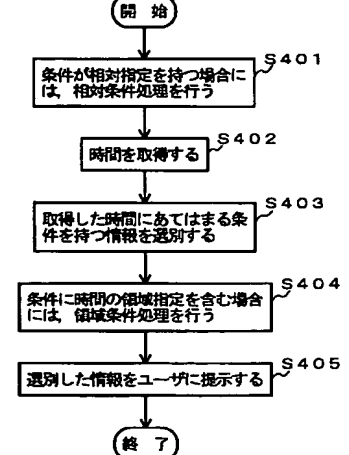 開 始
S401
条件が相対指定を持つ場合に
は，相対条件処理を行う
S402
時間を取得する
S403
取得した時間にあてはまる条
件を持つ情報を選別する
S404
条件に時間の領域指定を含む場合
には，領域条件処理を行う
S405
選別した情報をユーザに提示する
終 了